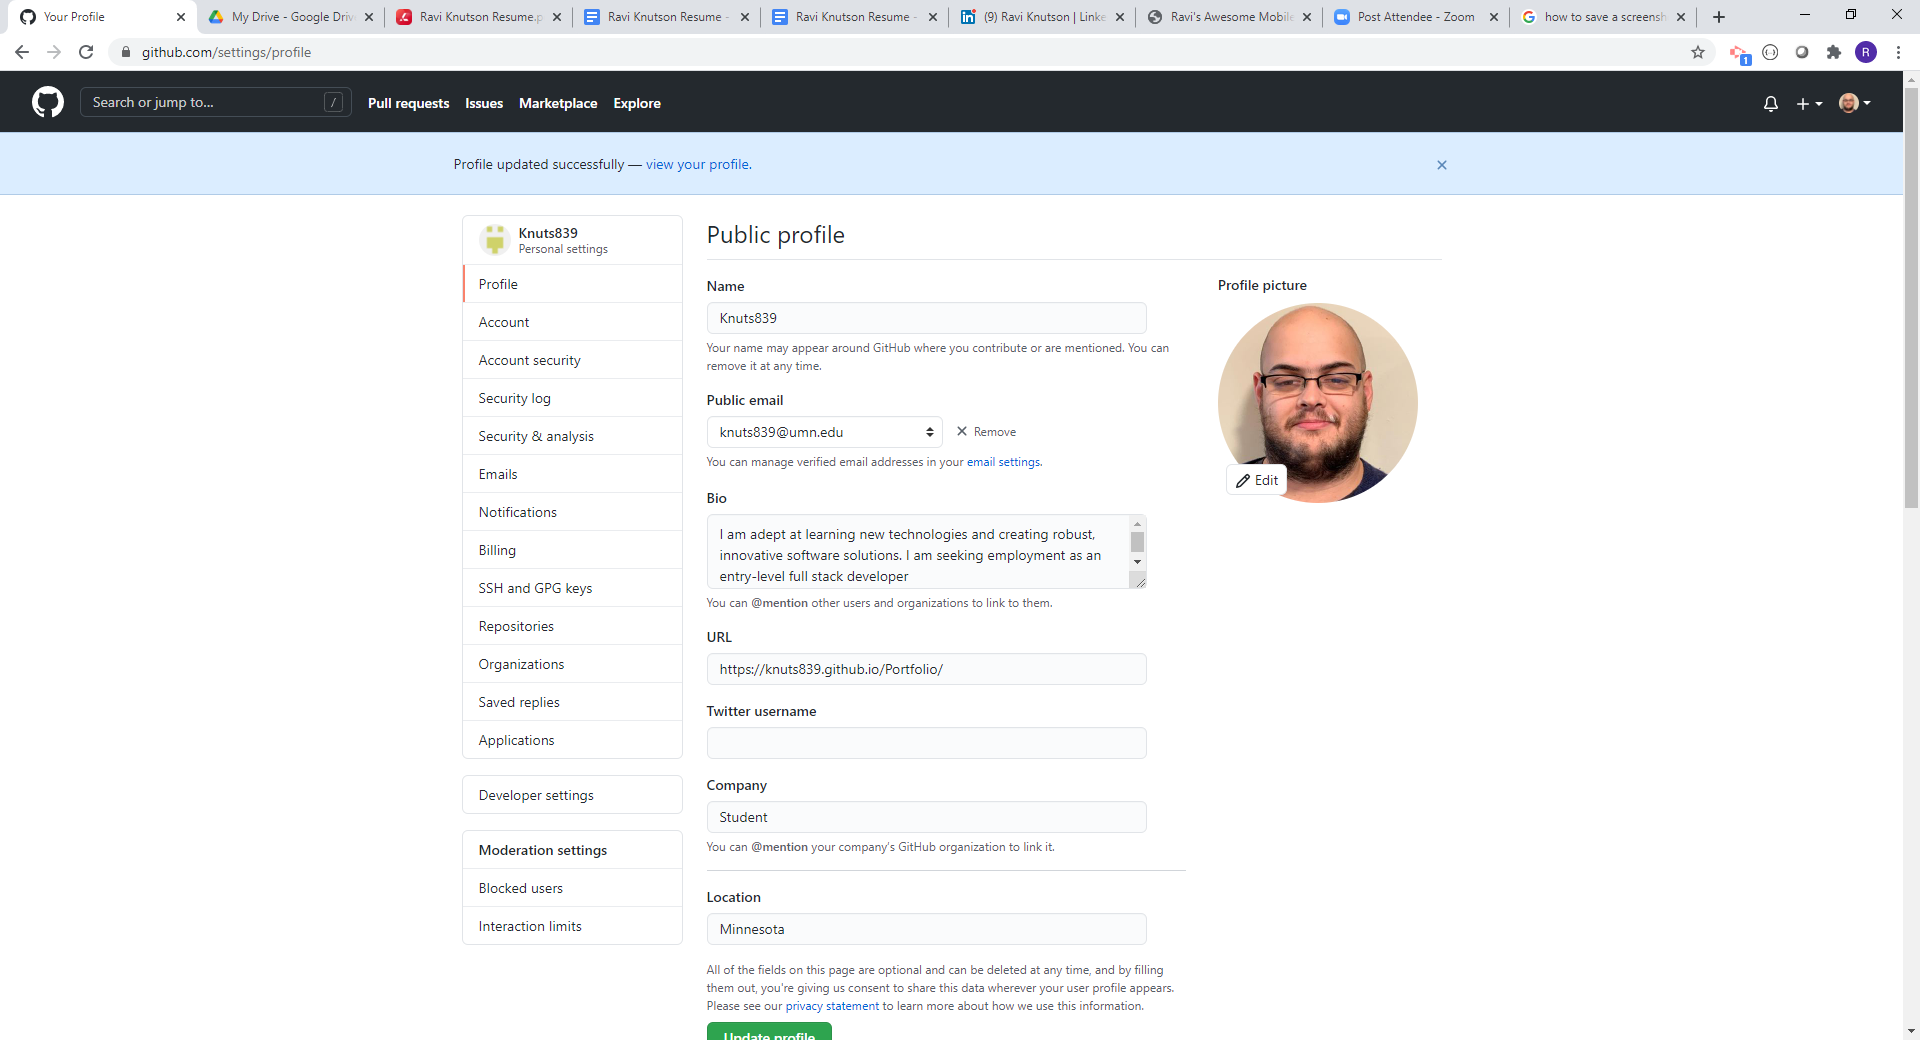 Your Profile
My Drive - Google Driv
Ravi Knutson Resume.p
Ravi Knutson Resume -
Ravi Knutson Resume -
(9) Ravi Knutson | Linke
Ravi's Awesome Mobile
Post Attendee - Zoom
how to save a screensh
github.com/settings/profile
1
R
Search or jump to...
/
Pull requests
Issues
Marketplace
Explore
Profile updated successfully — view your profile.
Knuts839
Personal settings
Profile
Account
Account security
Security log
Security & analysis
Emails
Notifications
Billing
SSH and GPG keys
Repositories
Organizations
Saved replies
Applications
Developer settings
Moderation settings
Blocked users
Interaction limits
Public profile
Name
Knuts839
Your name may appear around GitHub where you contribute or are mentioned. You can
remove it at any time.
Public email
knuts839@umn.edu
Remove
You can manage verified email addresses in your email settings.
Bio
I am adept at learning new technologies and creating robust,
innovative software solutions. I am seeking employment as an
entry-level full stack developer
You can @mention other users and organizations to link to them.
URL
https://knuts839.github.io/Portfolio/
Twitter username
Company
Student
You can @mention your company's GitHub organization to link it.
Location
Minnesota
All of the fields on this page are optional and can be deleted at any time, and by filling
them out, you're giving us consent to share this data wherever your user profile appears.
Please see our privacy statement to learn more about how we use this information.
Update profile
Profile picture
Edit